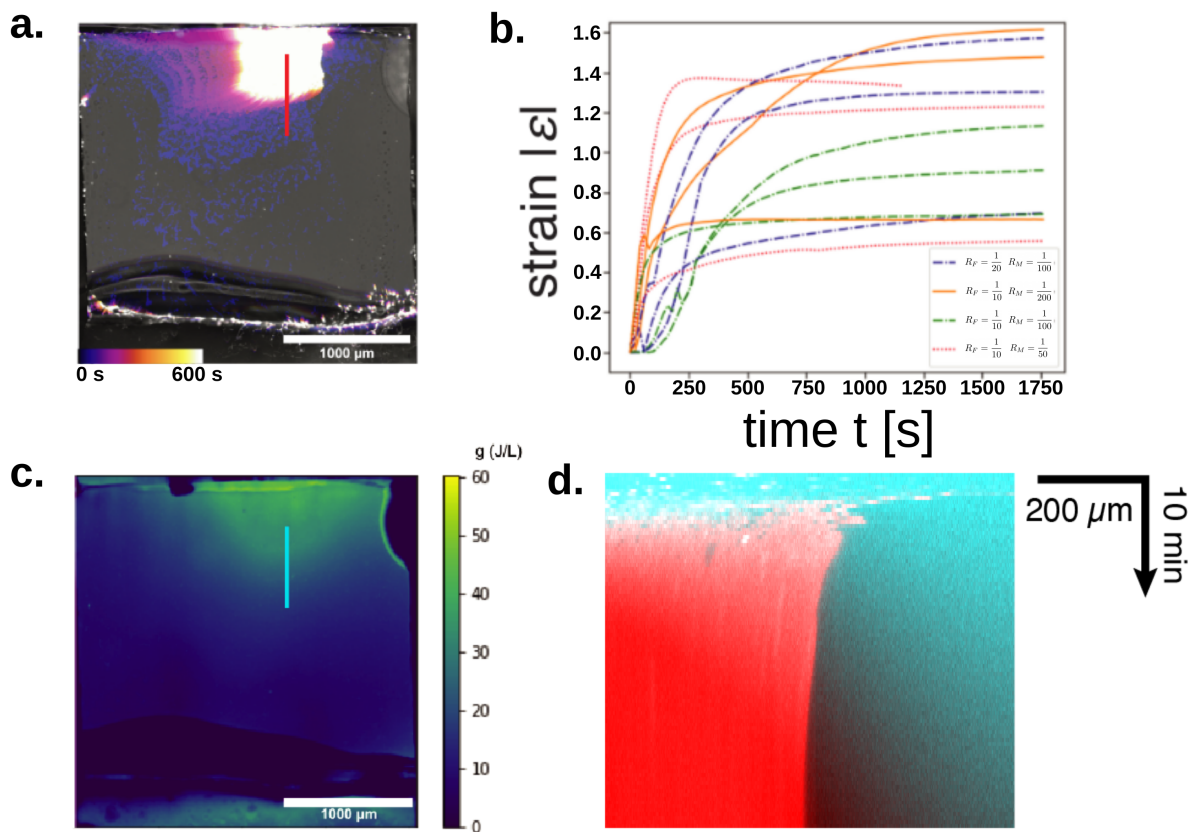 a.
1000 μm
0 s 600 s
b.
strain |ε|
1.6
1.4
1.2
1.0
0.8
0.6
0.4
0.2
0.0
R_F = 1/20 R_M = 1/100
R_F = 1/10 R_M = 1/200
R_F = 1/10 R_M = 1/100
R_F = 1/10 R_M = 1/50
0 250 500 750 1000 1250 1500 1750
time t [s]
c.
1000 μm
g (J/L)
60
50
40
30
20
10
0
d.
200 μm
10 min